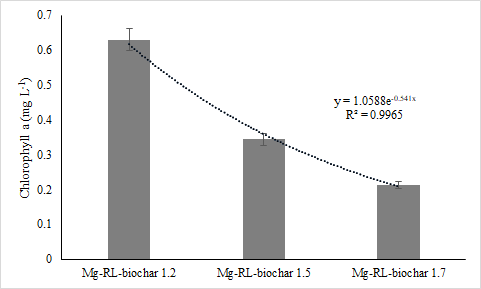 0.7
0.6
0.5
0.4
0.3
0.2
0.1
0
Chlorophyll a (mg L⁻¹)
y = 1.0588e⁻⁰·⁵⁴¹ˣ
R² = 0.9965
Mg-RL-biochar 1.2
Mg-RL-biochar 1.5
Mg-RL-biochar 1.7